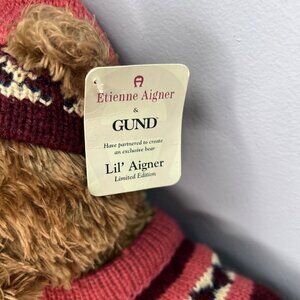 Etienne Aigner
&
GUND
Have partnered to create
an exclusive bear
Lil' Aigner
Limited Edition